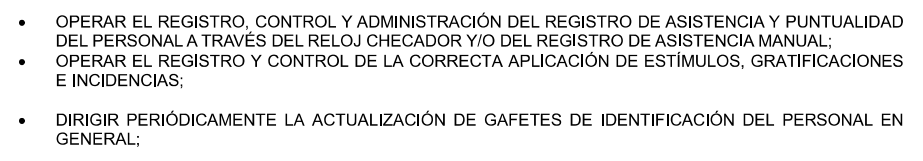 • OPERAR EL REGISTRO, CONTROL Y ADMINISTRACIÓN DEL REGISTRO DE ASISTENCIA Y PUNTUALIDAD
DEL PERSONAL A TRAVÉS DEL RELOJ CHECADOR Y/O DEL REGISTRO DE ASISTENCIA MANUAL;
• OPERAR EL REGISTRO Y CONTROL DE LA CORRECTA APLICACIÓN DE ESTÍMULOS, GRATIFICACIONES
E INCIDENCIAS;
• DIRIGIR PERIÓDICAMENTE LA ACTUALIZACIÓN DE GAFETES DE IDENTIFICACIÓN DEL PERSONAL EN
GENERAL;